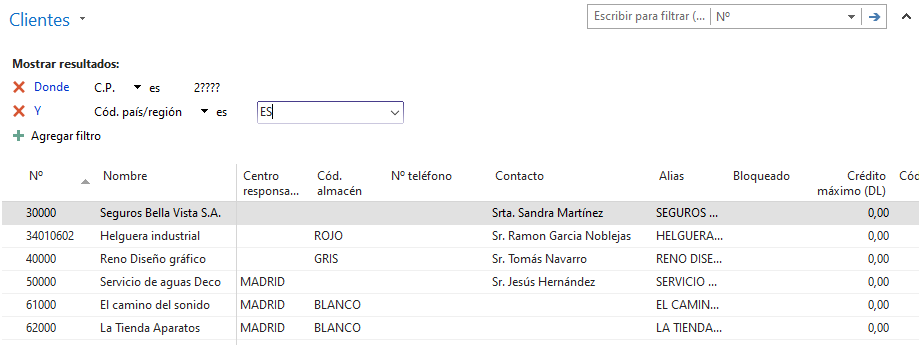 Clientes
Escribir para filtrar (... Nº
Mostrar resultados:
Donde C.P. es 2????
Y Cód. país/región es ES
Agregar filtro
Nº Nombre Centro responsa... Cód. almacén Nº teléfono Contacto Alias Bloqueado Crédito máximo (DL) Cód
30000 Seguros Bella Vista S.A. Srta. Sandra Martínez SEGUROS ... 0,00
34010602 Helguera industrial ROJO Sr. Ramon Garcia Noblejas HELGUERA... 0,00
40000 Reno Diseño gráfico GRIS Sr. Tomás Navarro RENO DISE... 0,00
50000 Servicio de aguas Deco MADRID Sr. Jesús Hernández SERVICIO ... 0,00
61000 El camino del sonido MADRID BLANCO EL CAMIN... 0,00
62000 La Tienda Aparatos MADRID BLANCO LA TIENDA... 0,00